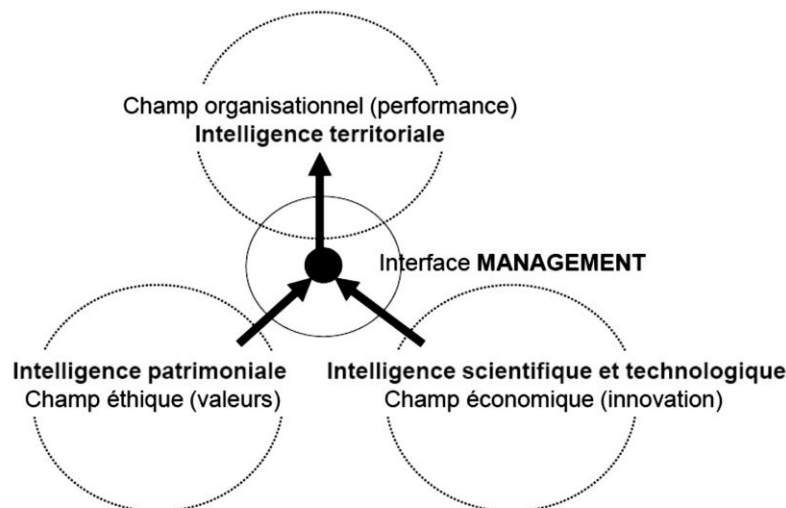 Champ organisationnel (performance)
Intelligence territoriale
Interface MANAGEMENT
Intelligence patrimoniale
Champ éthique (valeurs)
Intelligence scientifique et technologique
Champ économique (innovation)